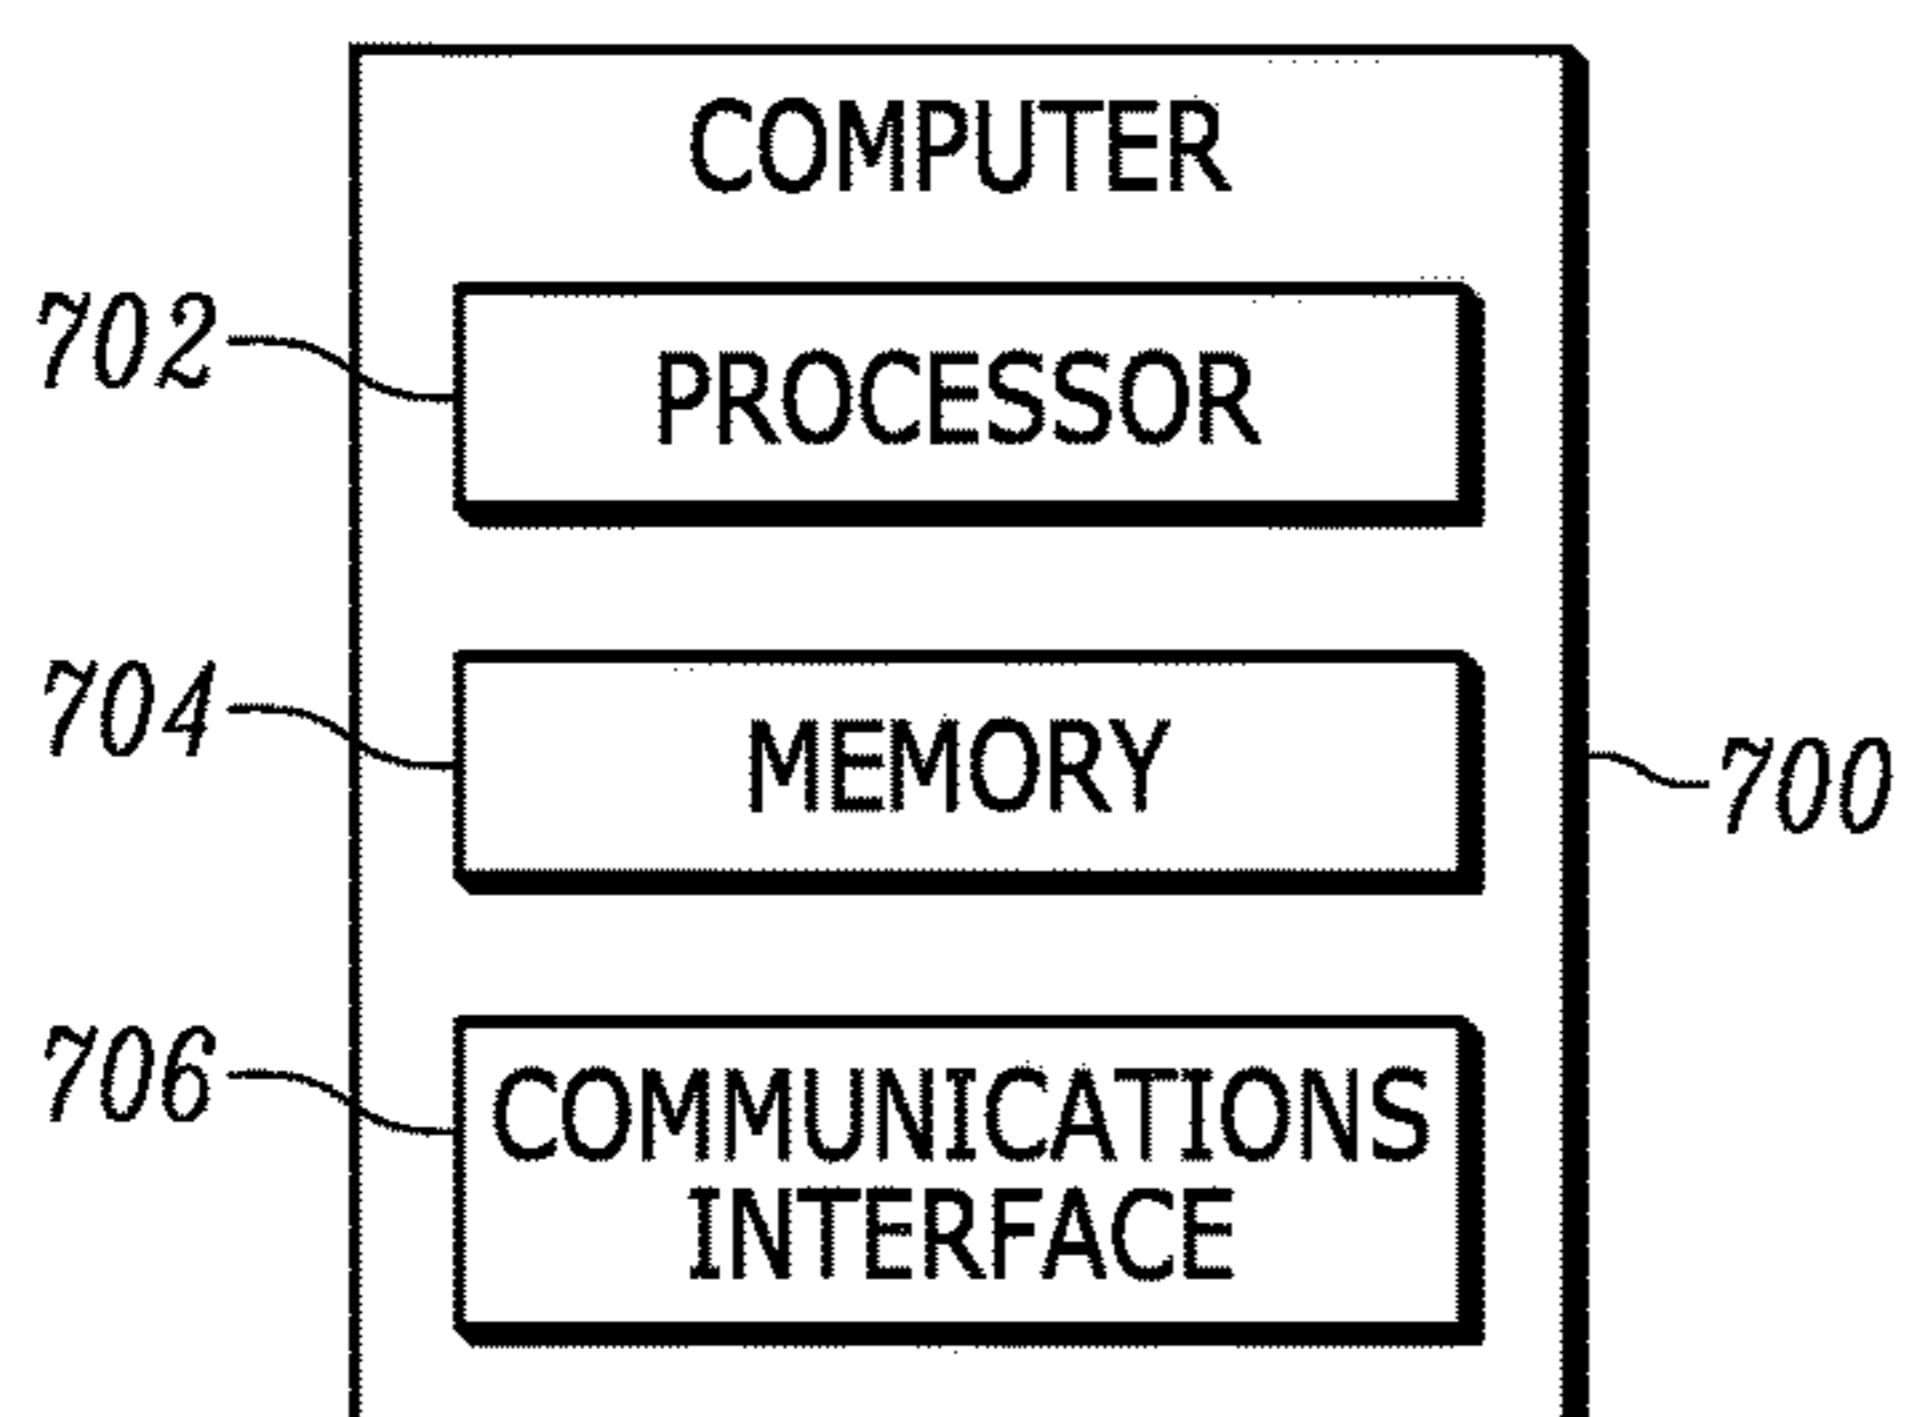 COMPUTER
702
PROCESSOR
704
MEMORY
700
706
COMMUNICATIONS
INTERFACE